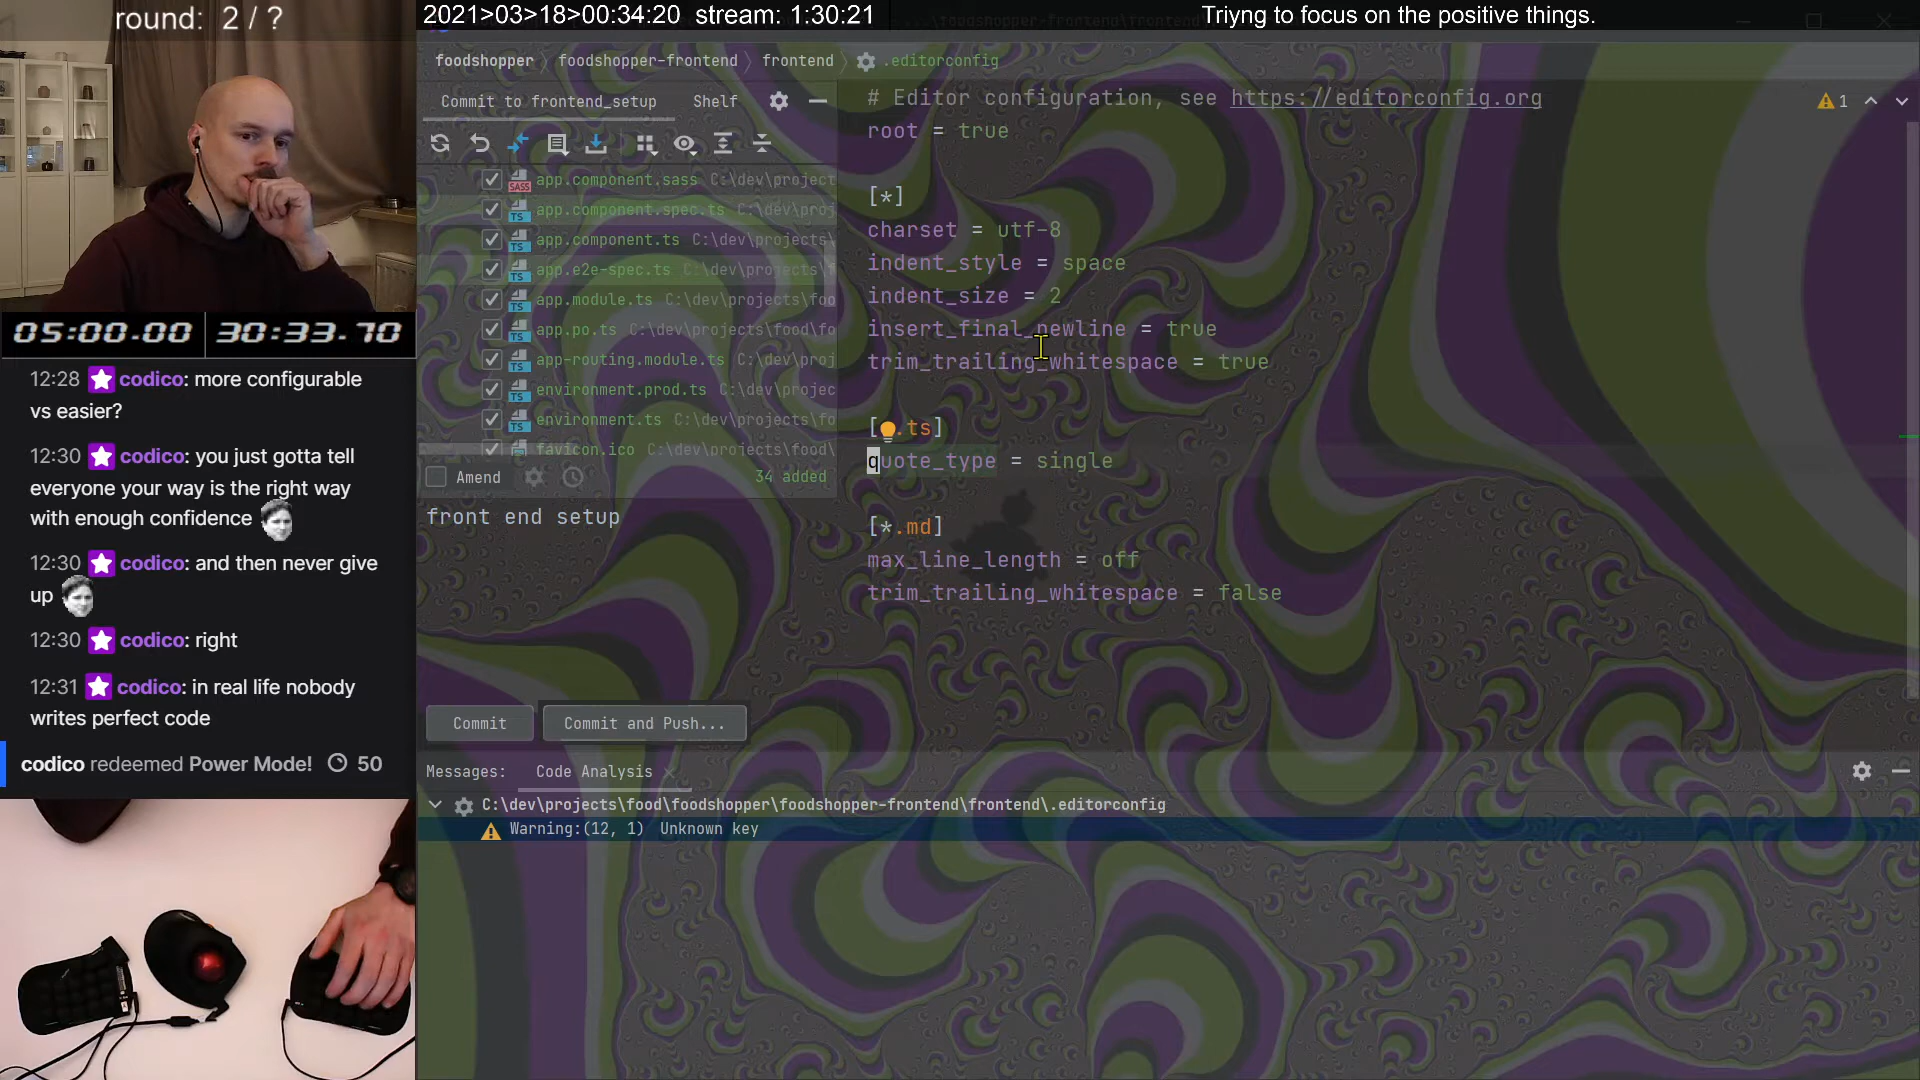 round: 2 / ?
2021>03>18>00:34:20 stream: 1:30:21
Triyng to focus on the positive things.
05:00.00 30:33.70
12:28 codico: more configurable
vs easier?
12:30 codico: you just gotta tell
everyone your way is the right way
with enough confidence
12:30 codico: and then never give
up
12:30 codico: right
12:31 codico: in real life nobody
writes perfect code
codico redeemed Power Mode! 50
foodshopper foodshopper-frontend frontend .editorconfig
Commit to frontend_setup Shelf
app.component.sass C:\dev\project
app.component.spec.ts C:\dev\proj
app.component.ts C:\dev\projects\
app.e2e-spec.ts C:\dev\projects\f
app.module.ts C:\dev\projects\foo
app.po.ts C:\dev\projects\food\fo
app-routing.module.ts C:\dev\proj
environment.prod.ts C:\dev\projec
environment.ts C:\dev\projects\fo
favicon.ico C:\dev\projects\food\
Amend 34 added
front end setup
Commit Commit and Push...
# Editor configuration, see https://editorconfig.org
root = true
[*]
charset = utf-8
indent_style = space
indent_size = 2
insert_final_newline = true
trim_trailing_whitespace = true
[*.ts]
quote_type = single
[*.md]
max_line_length = off
trim_trailing_whitespace = false
1
Messages: Code Analysis
C:\dev\projects\food\foodshopper\foodshopper-frontend\frontend\.editorconfig
Warning:(12, 1) Unknown key